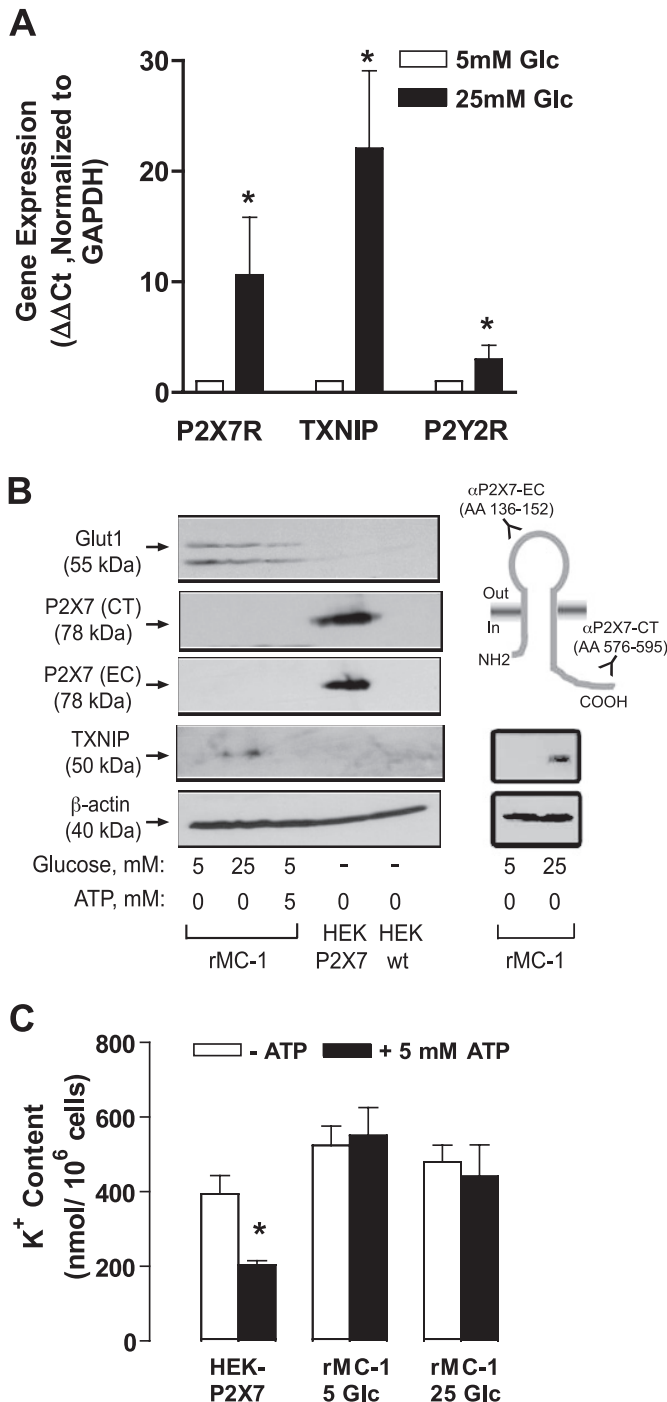 A
Gene Expression
(ΔΔCt ,Normalized to
GAPDH)
30
20
10
0
5mM Glc
25mM Glc
*
*
*
P2X7R
TXNIP
P2Y2R
B
Glut1
(55 kDa)
P2X7 (CT)
(78 kDa)
P2X7 (EC)
(78 kDa)
TXNIP
(50 kDa)
β-actin
(40 kDa)
Glucose, mM: 5 25 5 - -
ATP, mM: 0 0 5 0 0
rMC-1
HEK HEK
P2X7 wt
αP2X7-EC
(AA 136-152)
Out
In
NH2
αP2X7-CT
(AA 576-595)
COOH
5 25
0 0
rMC-1
C
K+ Content
(nmol/ 10^6 cells)
800
600
400
200
0
- ATP
+ 5 mM ATP
*
HEK-
P2X7
rMC-1
5 Glc
rMC-1
25 Glc